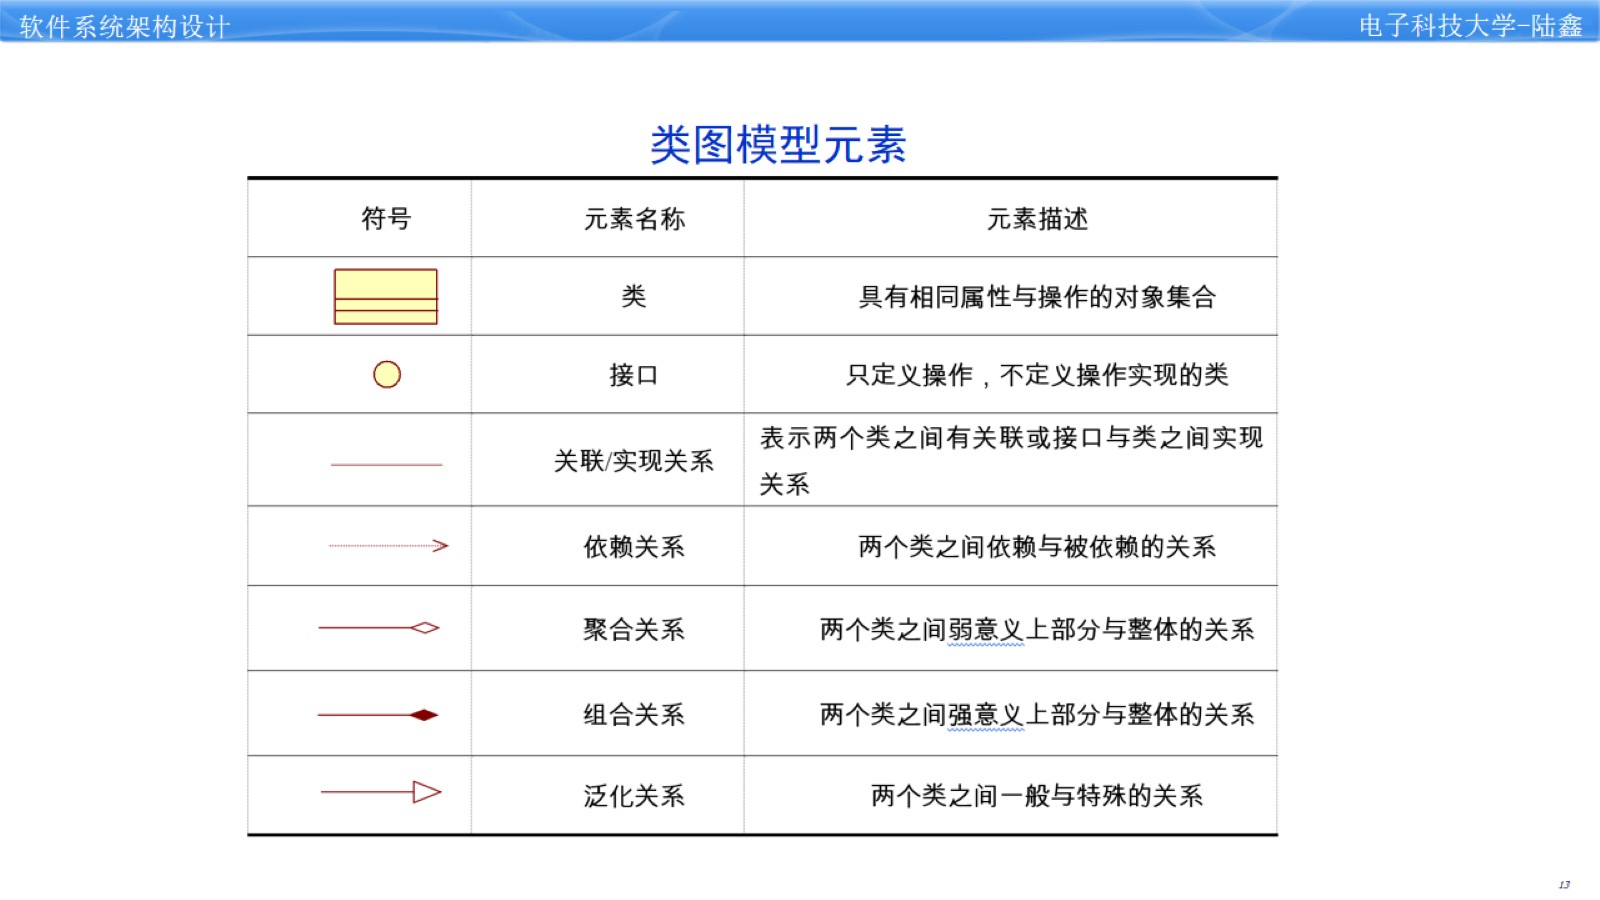 软件系统架构设计
电子科技大学-陆鑫
类图模型元素
符号 元素名称 元素描述
类 具有相同属性与操作的对象集合
接口 只定义操作，不定义操作实现的类
关联/实现关系 表示两个类之间有关联或接口与类之间实现
关系
依赖关系 两个类之间依赖与被依赖的关系
聚合关系 两个类之间弱意义上部分与整体的关系
组合关系 两个类之间强意义上部分与整体的关系
泛化关系 两个类之间一般与特殊的关系
13